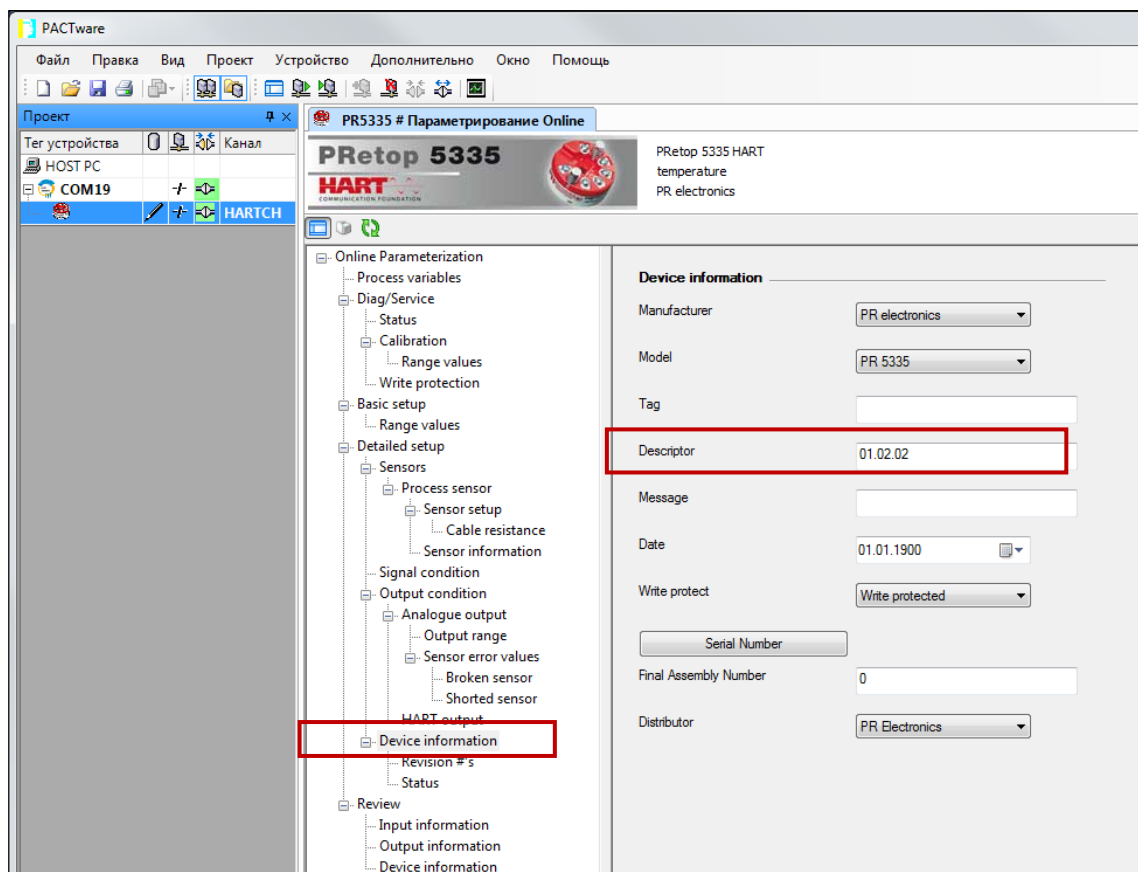 PACTware
Файл Правка Вид Проект Устройство Дополнительно Окно Помощь
Проект
Тег устройства Канал
HOST PC
COM19
HARTCH
PR5335 # Параметрирование Online
PRetop 5335
HART
COMMUNICATION FOUNDATION
PRetop 5335 HART
temperature
PR electronics
Online Parameterization
Process variables
Diag/Service
Status
Calibration
Range values
Write protection
Basic setup
Range values
Detailed setup
Sensors
Process sensor
Sensor setup
Cable resistance
Sensor information
Signal condition
Output condition
Analogue output
Output range
Sensor error values
Broken sensor
Shorted sensor
HART output
Device information
Revision #'s
Status
Review
Input information
Output information
Device information
Device information
Manufacturer PR electronics
Model PR 5335
Tag
Descriptor 01.02.02
Message
Date 01.01.1900
Write protect Write protected
Serial Number
Final Assembly Number 0
Distributor PR Electronics